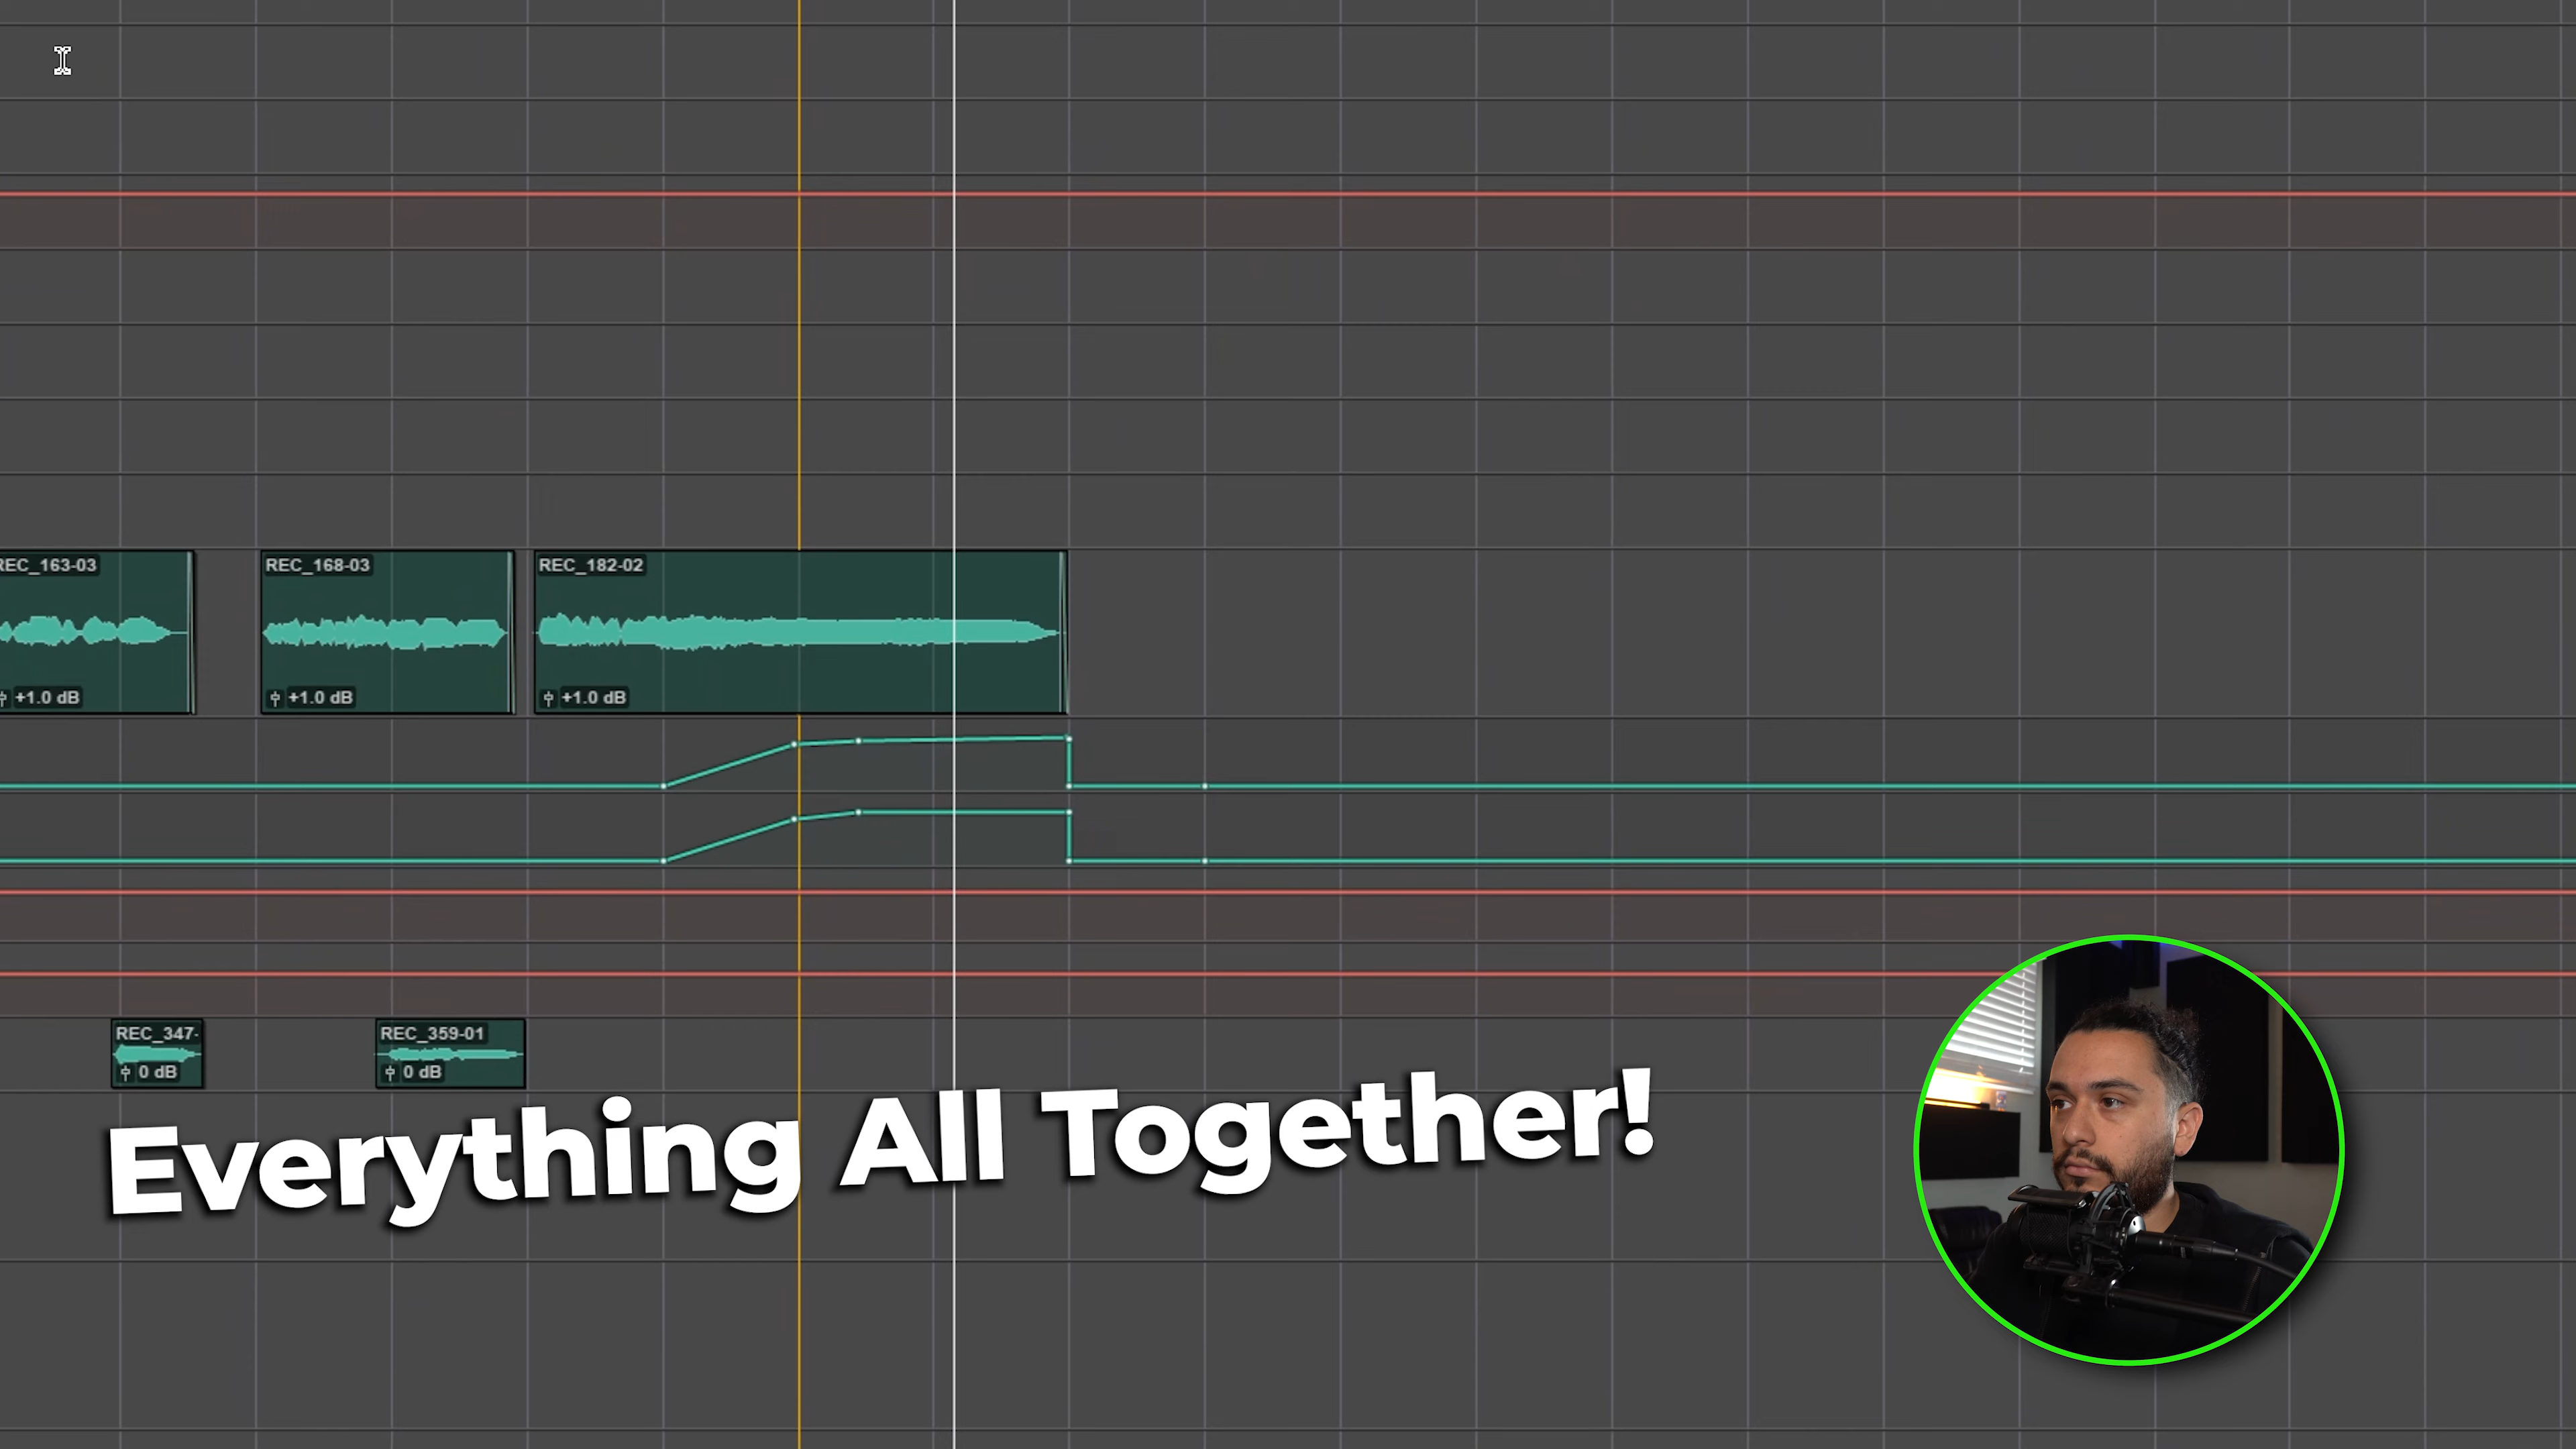 REC_163-03
REC_168-03
REC_182-02
+1.0 dB
+1.0 dB
+1.0 dB
REC_347-
REC_359-01
0 dB
0 dB
Everything All Together!